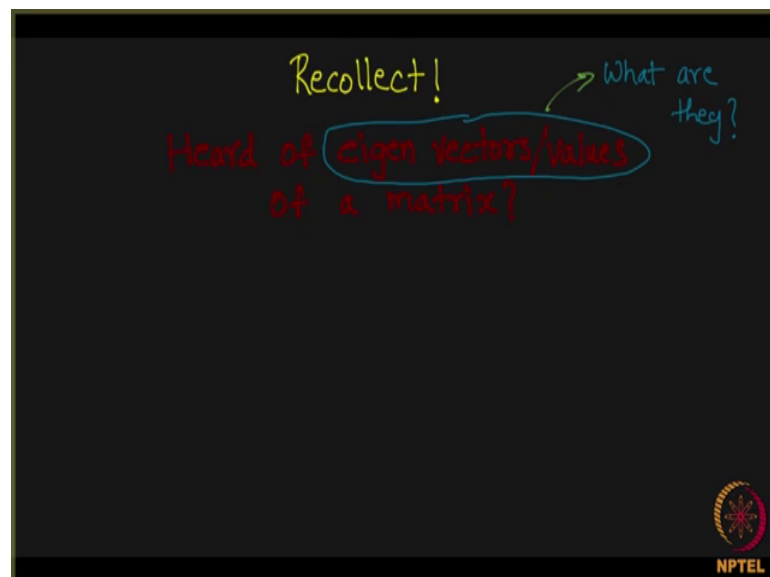 Recollect!
What are
they?
Heard of eigen vectors/values
of a matrix?
NPTEL